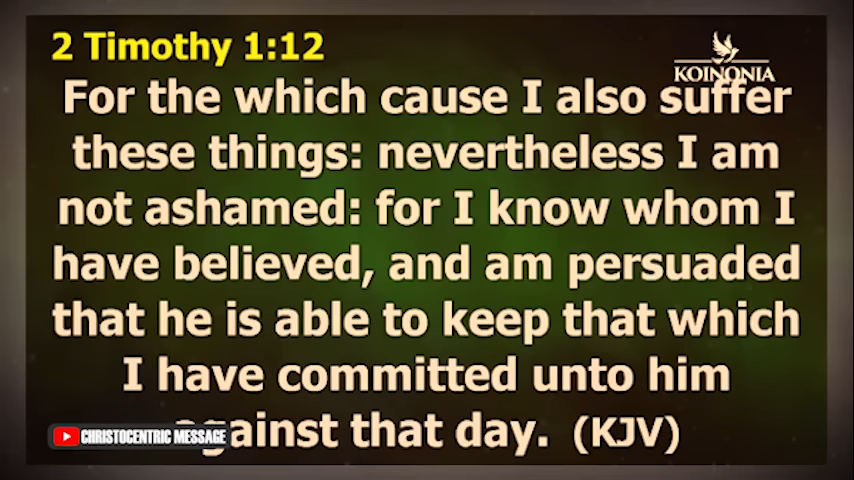 2 Timothy 1:12
KOINONIA
For the which cause I also suffer
these things: nevertheless I am
not ashamed: for I know whom I
have believed, and am persuaded
that he is able to keep that which
I have committed unto him
against that day. (KJV)
CHRISTOCENTRIC MESSAGE